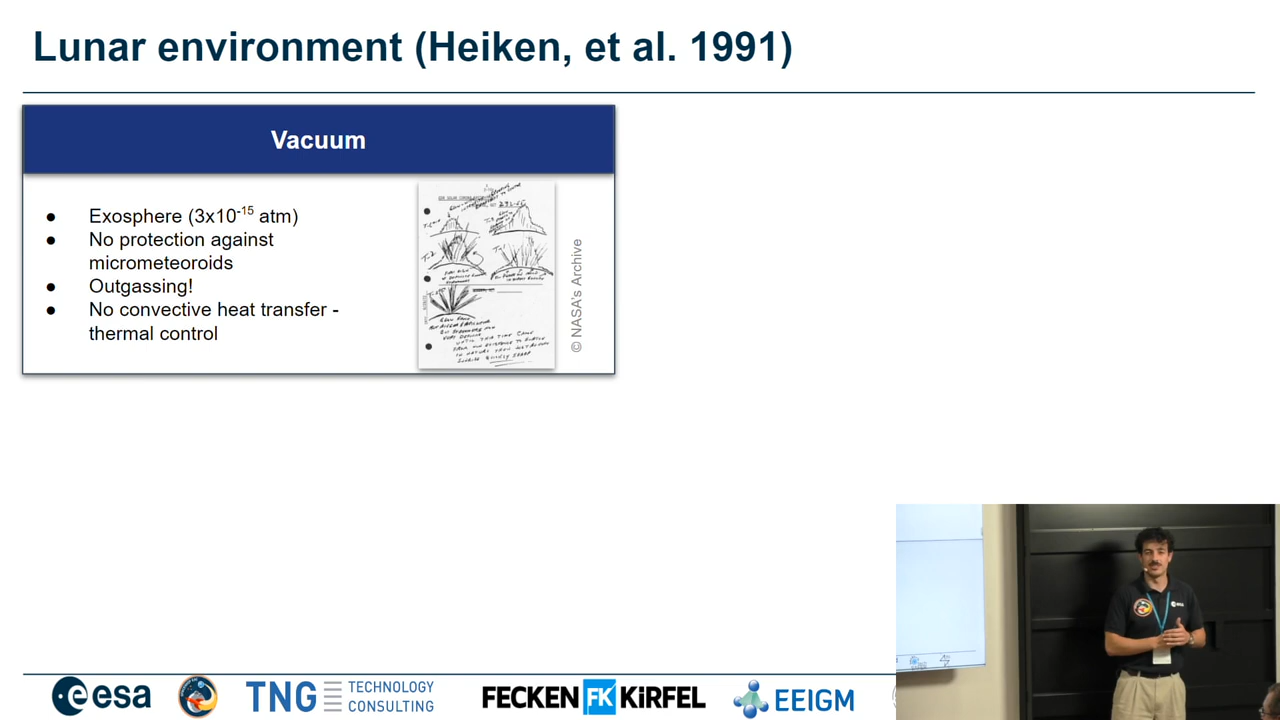 Lunar environment (Heiken, et al. 1991)
Vacuum
● Exosphere (3x10-15 atm)
● No protection against
micrometeoroids
● Outgassing!
● No convective heat transfer -
thermal control
© NASA's Archive
esa
esa
TNG TECHNOLOGY
CONSULTING
FECKEN FK KiRFEL
EEIGM